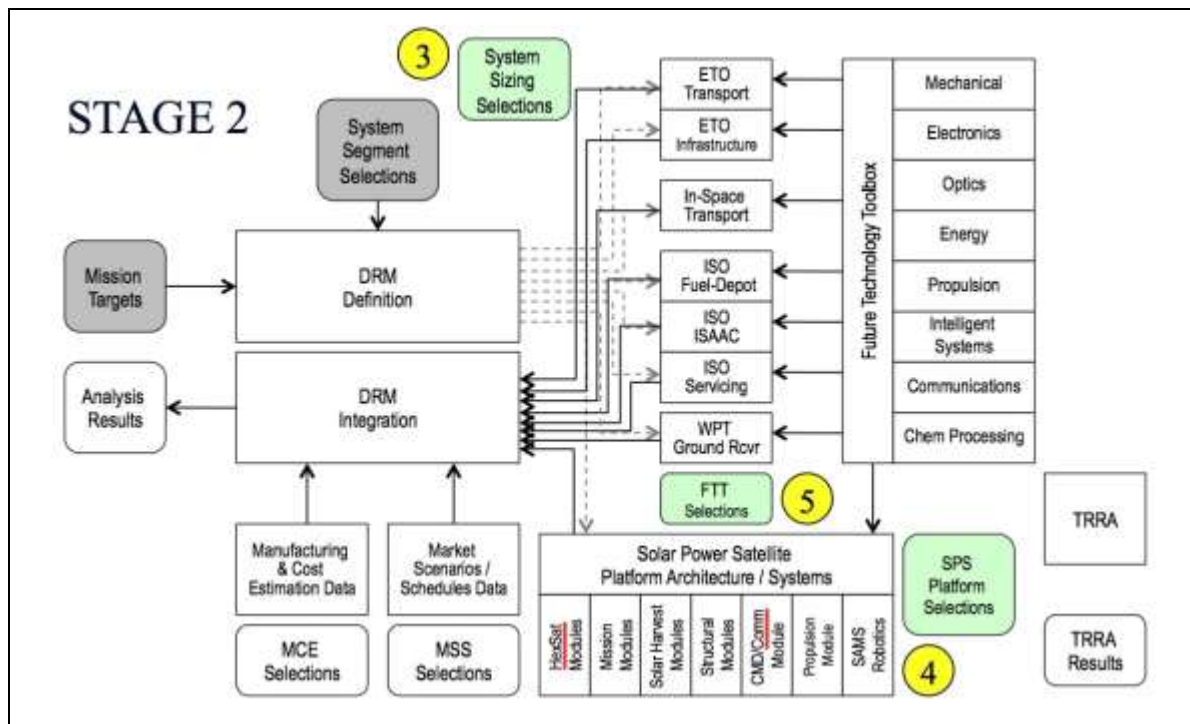 STAGE 2
3
System
Sizing
Selections
System
Segment
Selections
Mission
Targets
DRM
Definition
Analysis
Results
DRM
Integration
Manufacturing
& Cost
Estimation Data
Market
Scenarios /
Schedules Data
MCE
Selections
MSS
Selections
ETO
Transport
ETO
Infrastructure
In-Space
Transport
ISO
Fuel-Depot
ISO
ISAAC
ISO
Servicing
WPT
Ground Rcvr
Future Technology Toolbox
Mechanical
Electronics
Optics
Energy
Propulsion
Intelligent
Systems
Communications
Chem Processing
FTT
Selections
5
Solar Power Satellite
Platform Architecture / Systems
HexSat
Modules
Mission
Modules
Solar Harvest
Modules
Structural
Modules
CMD/Comm
Module
Propulsion
Module
SAMS
Robotics
SPS
Platform
Selections
4
TRRA
TRRA
Results